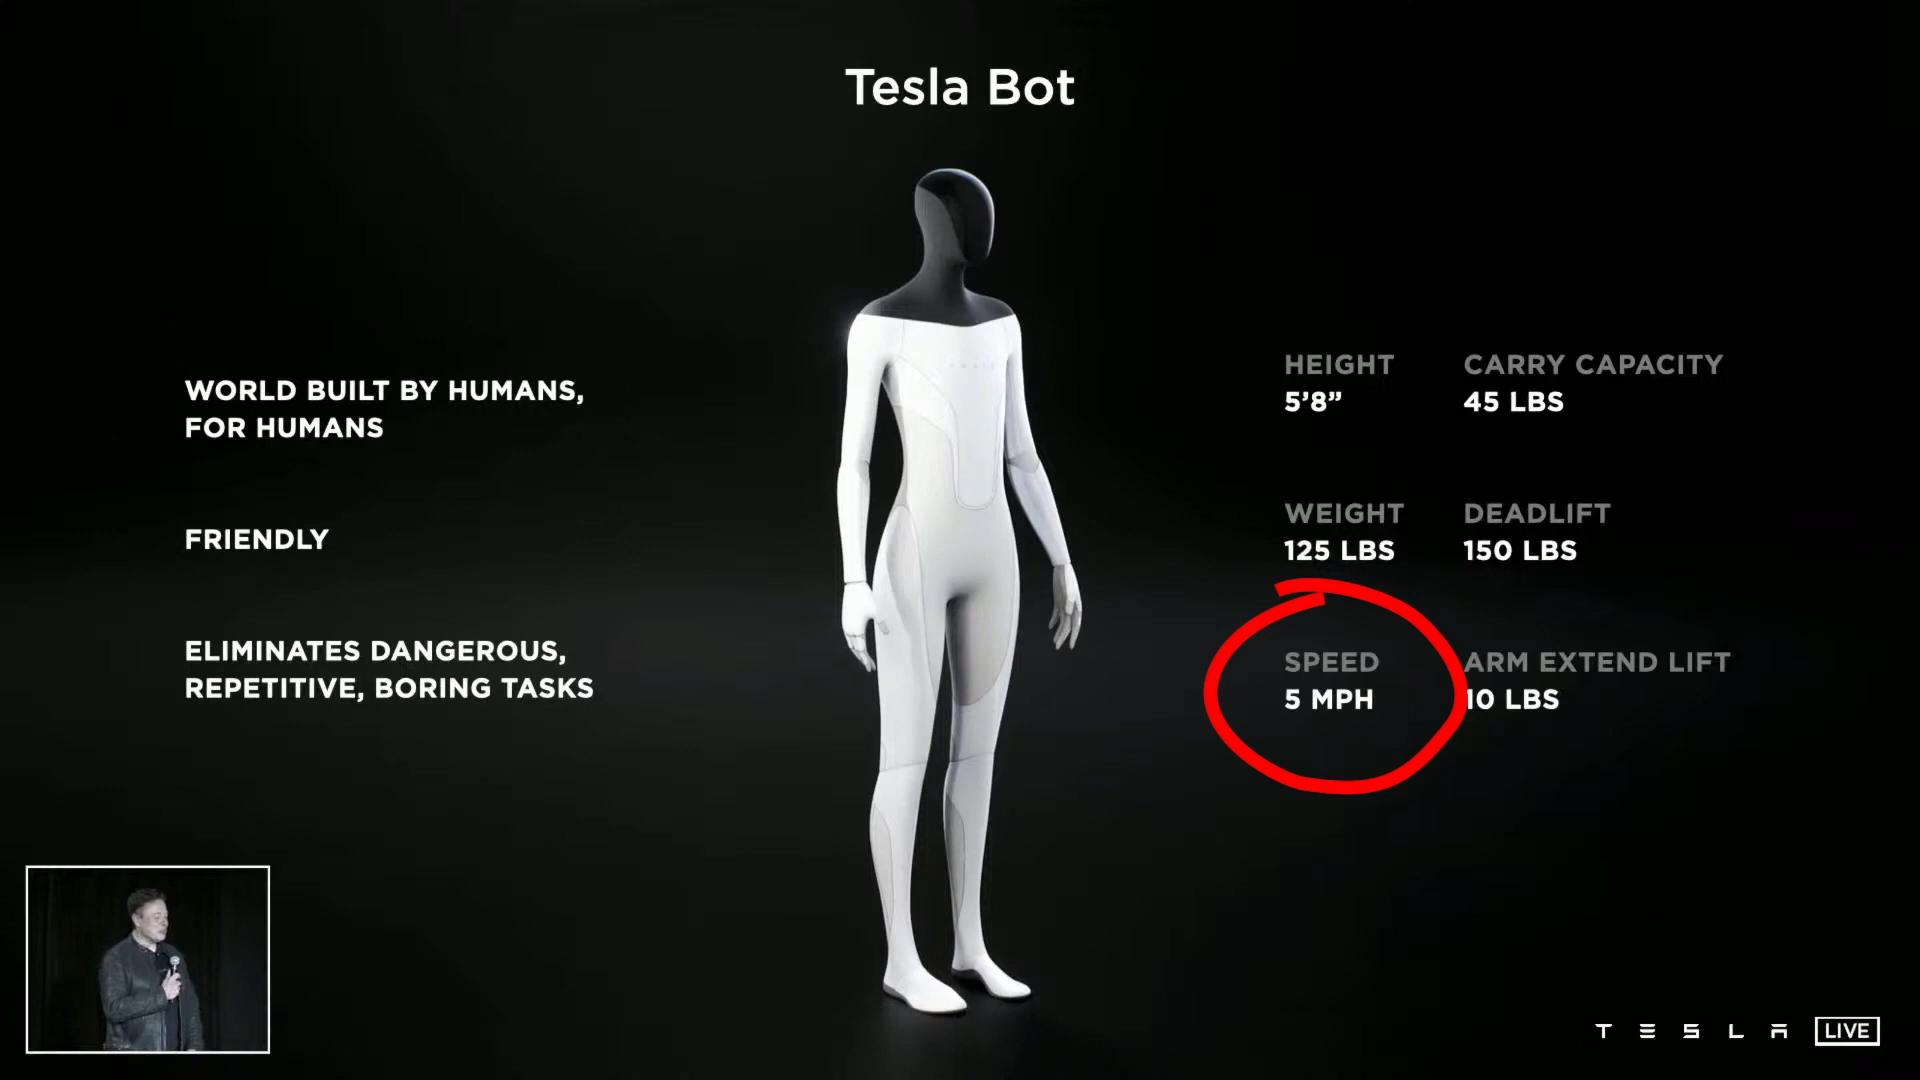 Tesla Bot
WORLD BUILT BY HUMANS,
FOR HUMANS
FRIENDLY
ELIMINATES DANGEROUS,
REPETITIVE, BORING TASKS
HEIGHT
5’8”
CARRY CAPACITY
45 LBS
WEIGHT
125 LBS
DEADLIFT
150 LBS
SPEED
5 MPH
ARM EXTEND LIFT
10 LBS
TESLA LIVE